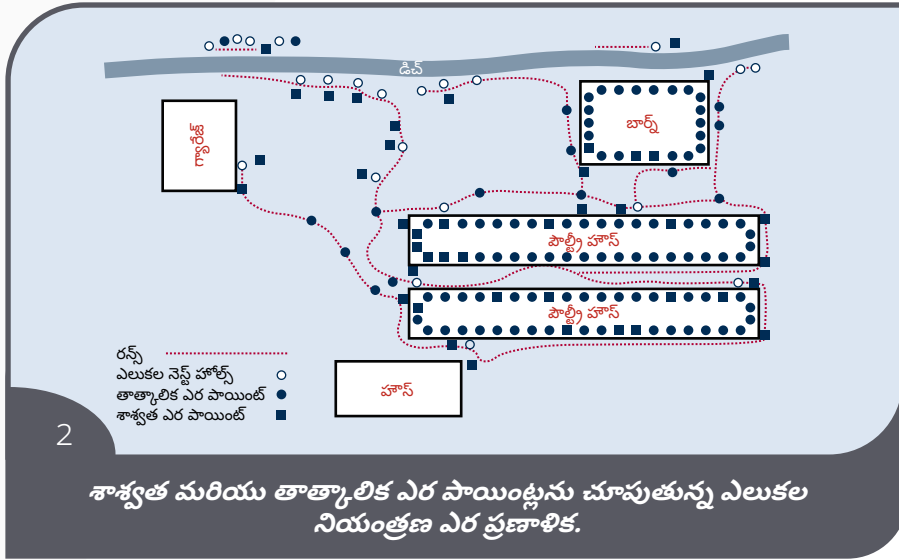 డిచ్
గ్యారేజ్
బార్న్
పౌల్ట్రీ హౌస్
పౌల్ట్రీ హౌస్
హౌస్
రన్స్
ఎలుకల నెస్ట్ హోల్స్
తాత్కాలిక ఎర పాయింట్
శాశ్వత ఎర పాయింట్
2
శాశ్వత మరియు తాత్కాలిక ఎర పాయింట్లను చూపుతున్న ఎలుకల
నియంత్రణ ఎర ప్రణాళిక.